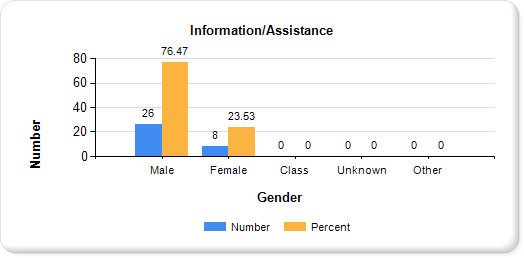 Information/Assistance
80
60
40
20
0
Number
26
76.47
8
23.53
0
0
0
0
0
0
Male
Female
Class
Unknown
Other
Gender
Number
Percent